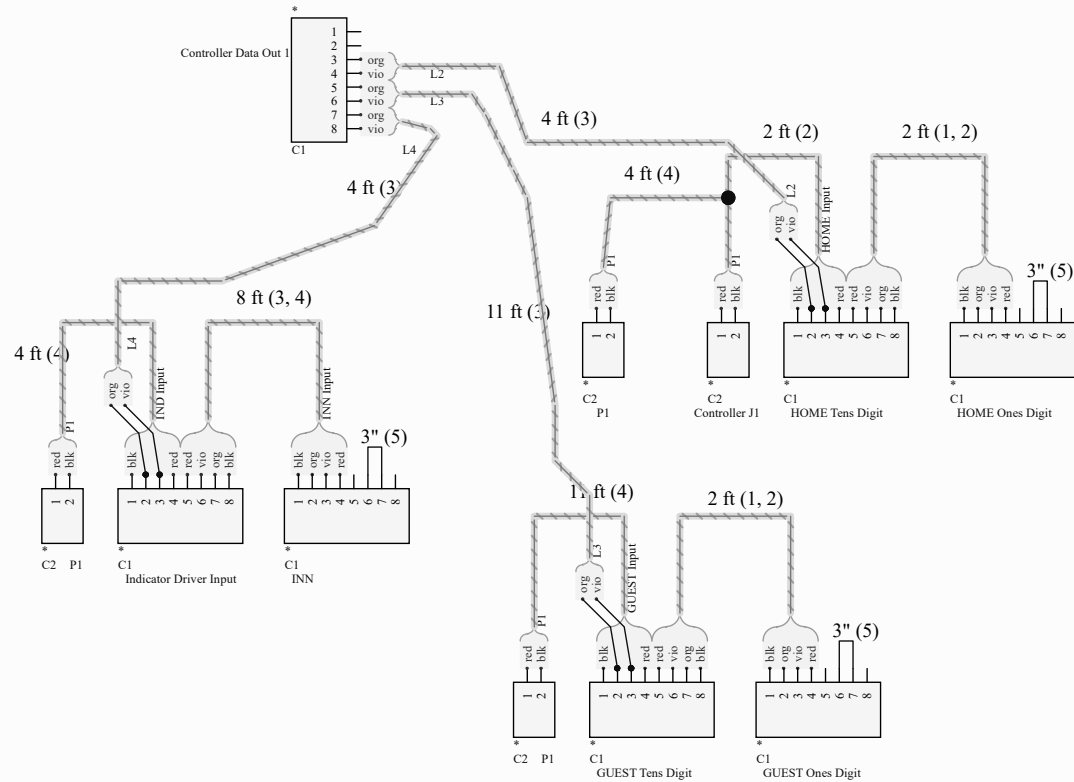 *
Controller Data Out 1
1
2
3 org
4 vio
5 org
6 vio
7 org
8 vio
C1
L2
L3
L4
4 ft (3)
2 ft (2)
2 ft (1, 2)
4 ft (4)
4 ft (3)
L2
org vio
HOME Input
P1
red blk
1 2
*
C2
P1
P1
red blk
1 2
*
C2
Controller J1
blk red red vio org blk
1 2 3 4 5 6 7 8
*
C1
HOME Tens Digit
3" (5)
blk org vio red
1 2 3 4 5 6 7 8
*
C1
HOME Ones Digit
8 ft (3, 4)
11 ft (3)
4 ft (4)
L4
org vio
IND Input
INN Input
P1
red blk
1 2
*
C2 P1
blk red red vio org blk
1 2 3 4 5 6 7 8
*
C1
Indicator Driver Input
3" (5)
blk org vio red
1 2 3 4 5 6 7 8
*
C1
INN
11 ft (4)
2 ft (1, 2)
L3
org vio
GUEST Input
P1
red blk
1 2
*
C2 P1
blk red red vio org blk
1 2 3 4 5 6 7 8
*
C1
GUEST Tens Digit
3" (5)
blk org vio red
1 2 3 4 5 6 7 8
*
C1
GUEST Ones Digit